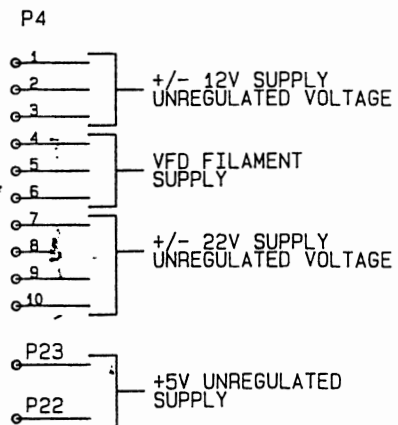 P4
1
2
3
+/- 12V SUPPLY
UNREGULATED VOLTAGE
4
5
6
VFD FILAMENT
SUPPLY
7
8
9
10
+/- 22V SUPPLY
UNREGULATED VOLTAGE
P23
P22
+5V UNREGULATED
SUPPLY